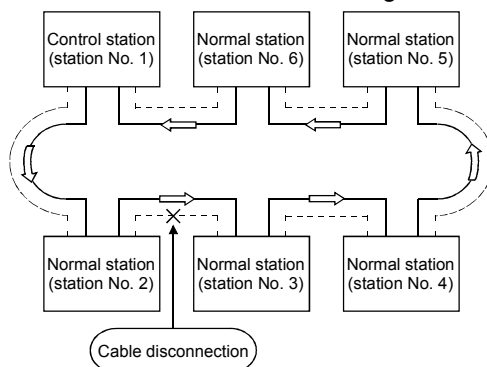 Control station
(station No. 1)
Normal station
(station No. 6)
Normal station
(station No. 5)
Normal station
(station No. 2)
Normal station
(station No. 3)
Normal station
(station No. 4)
Cable disconnection